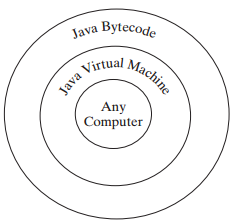 Java Bytecode
Java Virtual Machine
Any
Computer